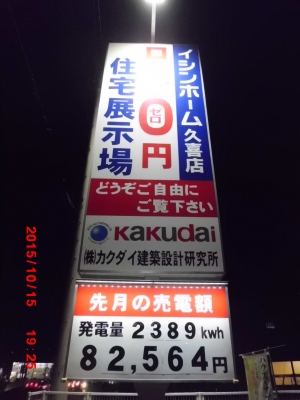 イシンホーム久喜店
0円
ゼロ
住宅展示場
どうぞご自由に
ご覧下さい
KaKuDai
(株)カクダイ建築設計研究所
先月の売電額
発電量 2389 kwh
82,564円
2015/10/15 19:26